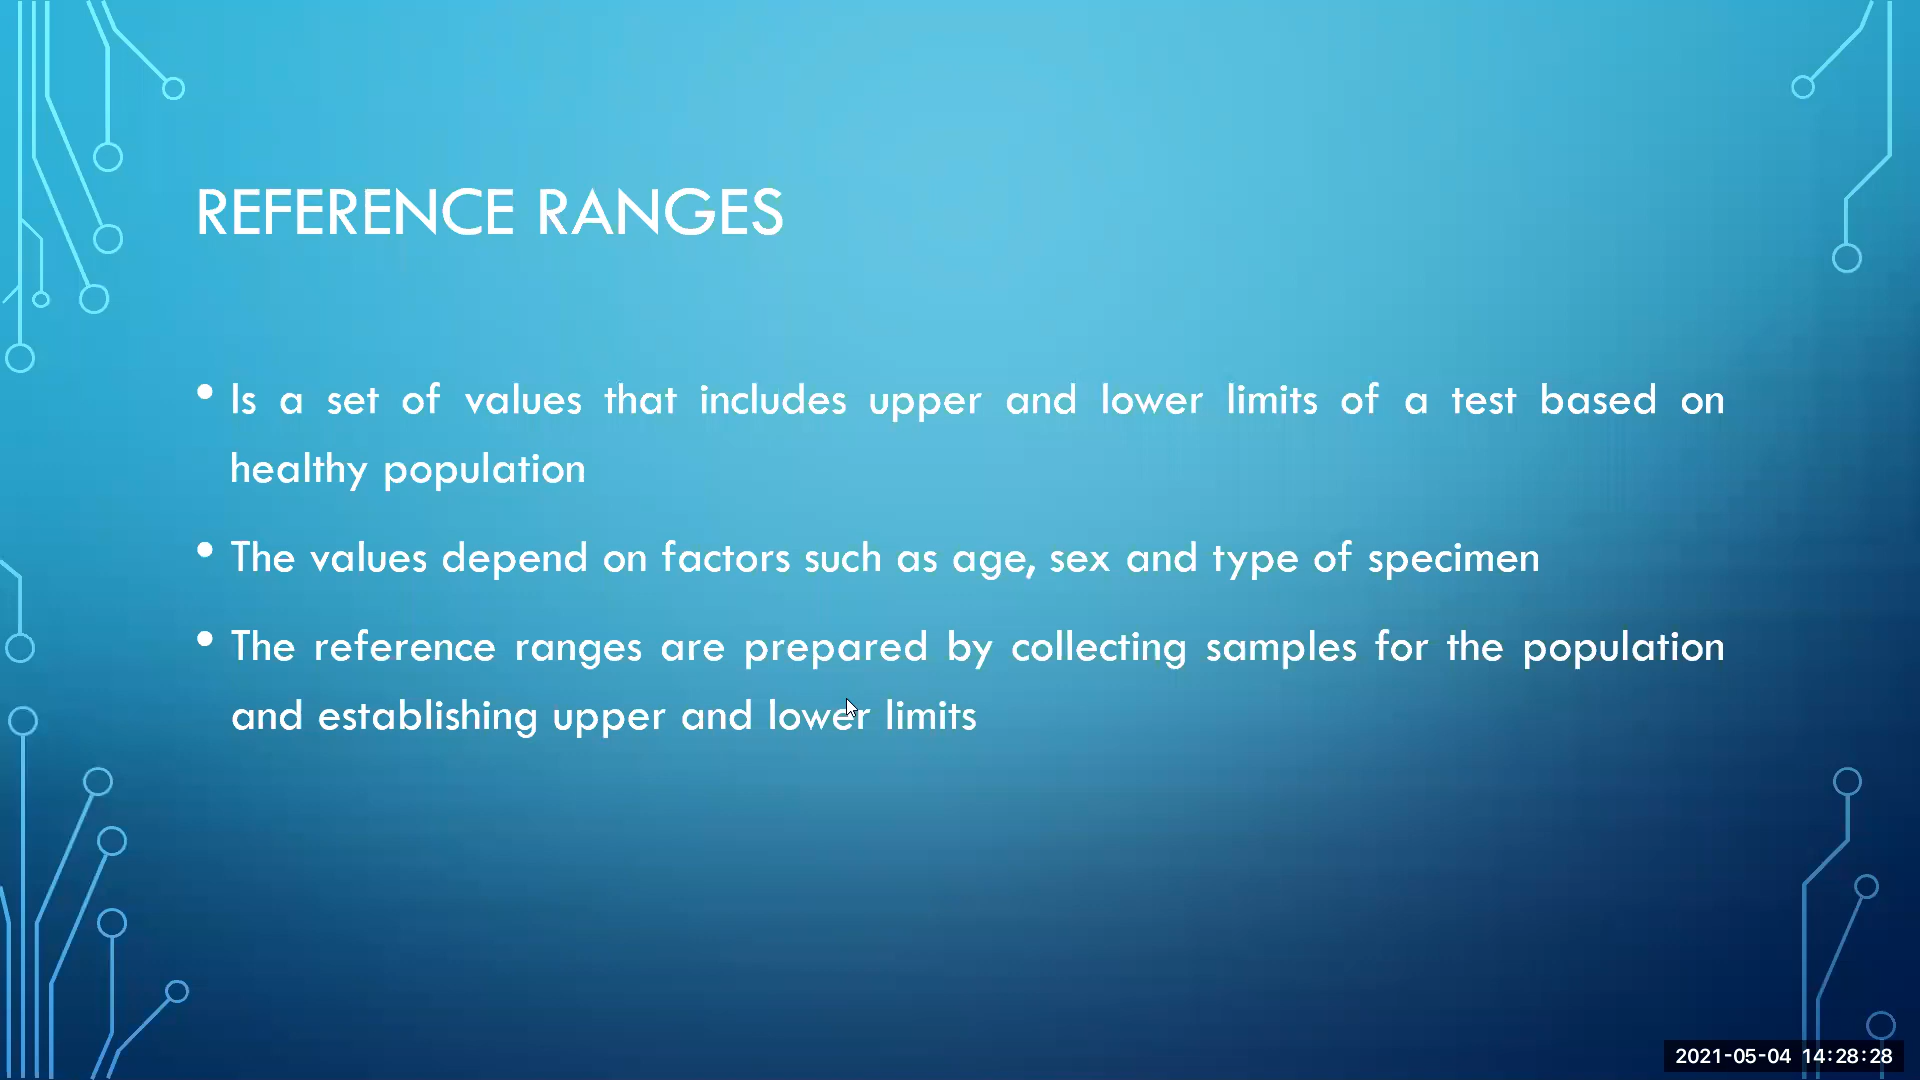 REFERENCE RANGES
• Is a set of values that includes upper and lower limits of a test based on
healthy population
• The values depend on factors such as age, sex and type of specimen
• The reference ranges are prepared by collecting samples for the population
and establishing upper and lower limits
2021-05-04 14:28:28